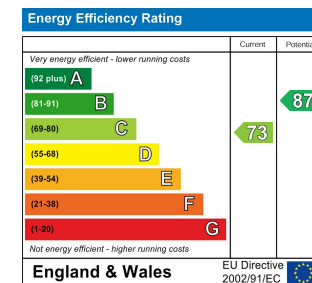 Energy Efficiency Rating
Current Potentia
Very energy efficient - lower running costs
(92 plus) A
(81-91) B
87
(69-80) C
73
(55-68) D
(39-54) E
(21-38) F
(1-20) G
Not energy efficient - higher running costs
England & Wales
EU Directive
2002/91/EC